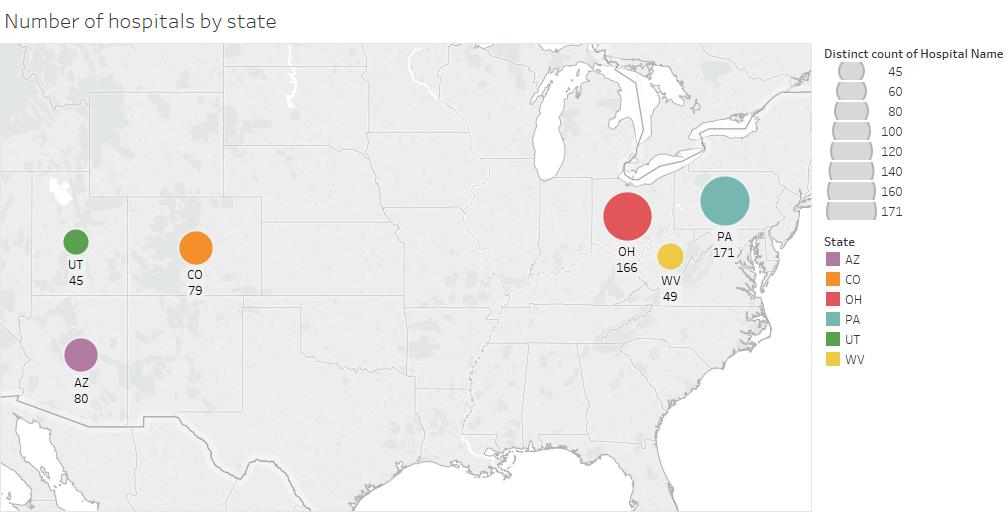 Number of hospitals by state
UT
45
CO
79
AZ
80
OH
166
WV
49
PA
171
Distinct count of Hospital Name
45
60
80
100
120
140
160
171
State
AZ
CO
OH
PA
UT
WV